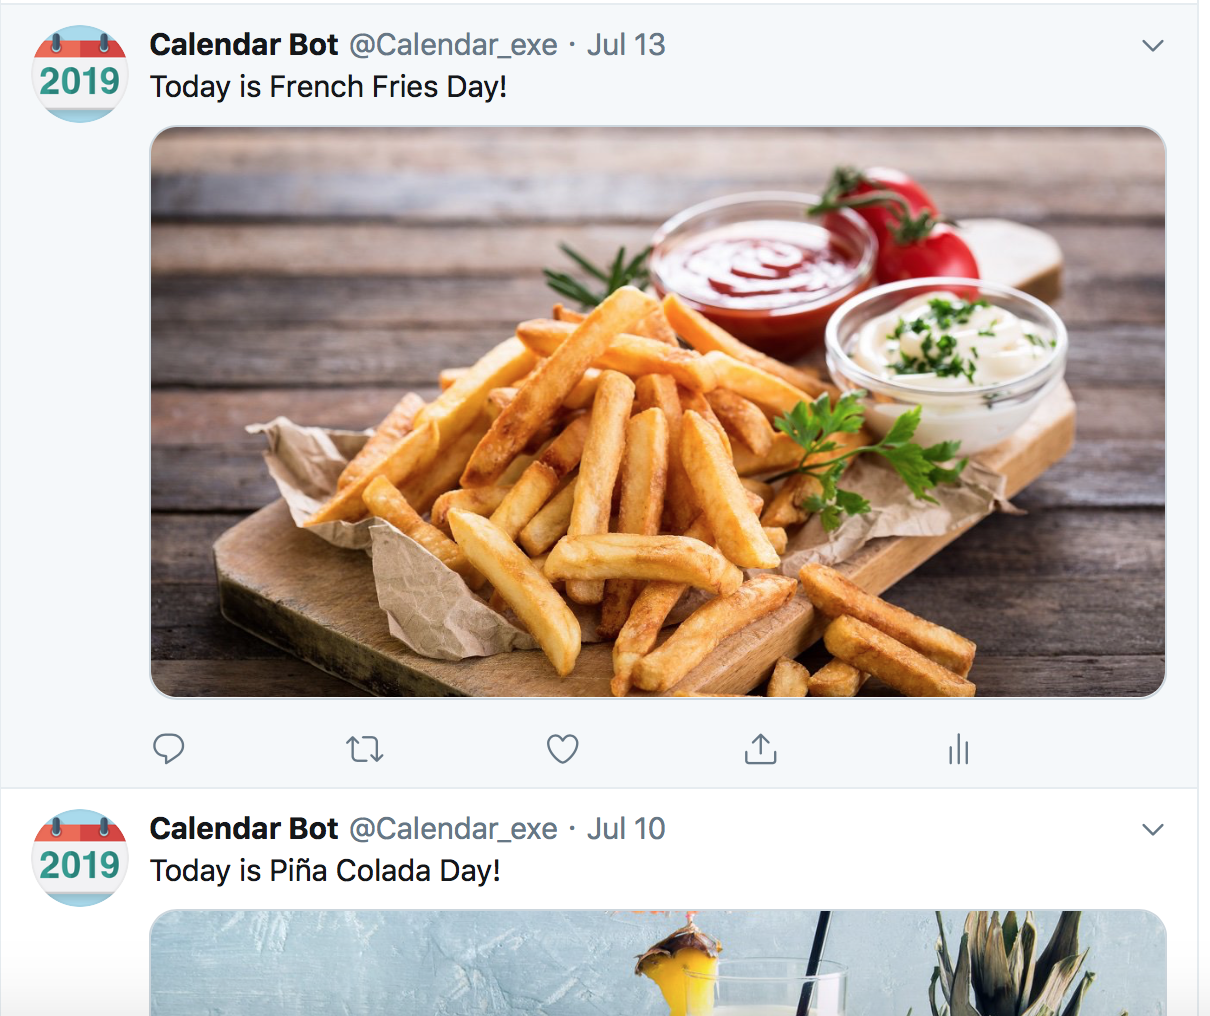 2019
Calendar Bot @Calendar_exe · Jul 13
Today is French Fries Day!
2019
Calendar Bot @Calendar_exe · Jul 10
Today is Piña Colada Day!